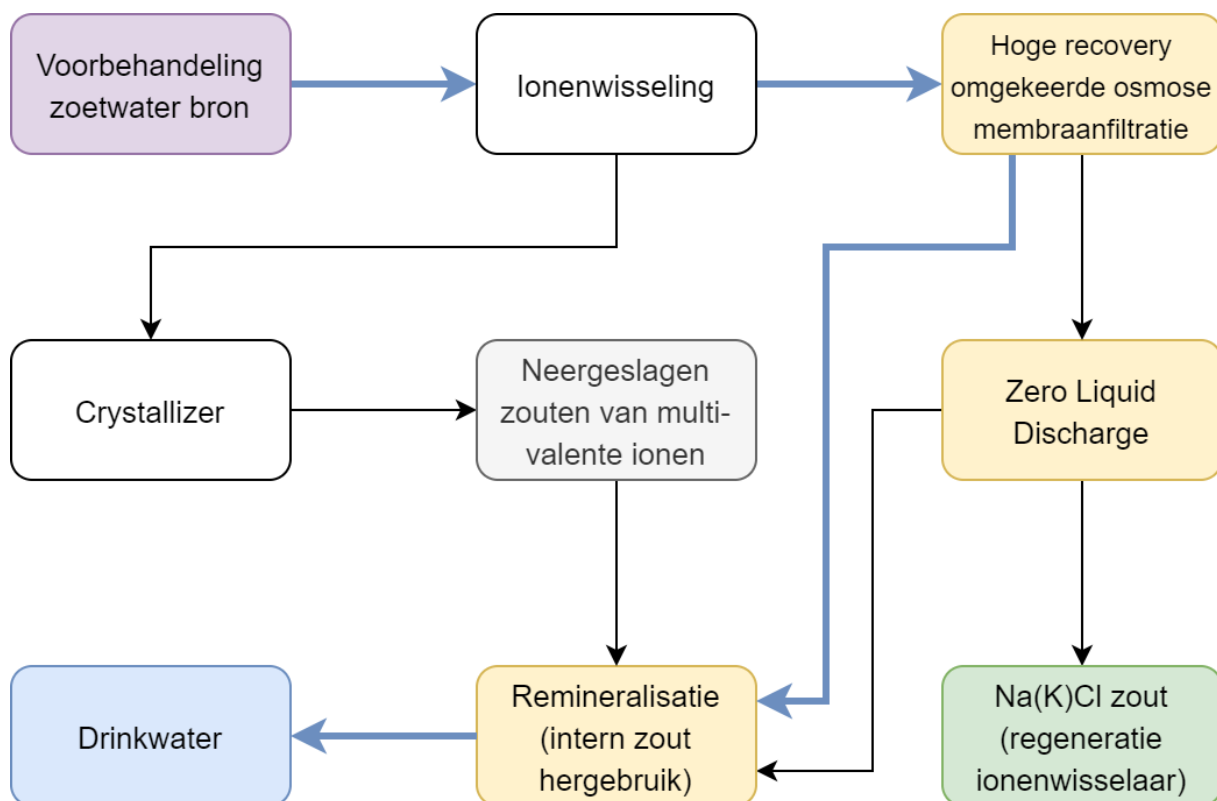 Voorbehandeling
zoetwater bron
Ionenwisseling
Hoge recovery
omgekeerde osmose
membraanfiltratie
Crystallizer
Neergeslagen
zouten van multi-
valente ionen
Zero Liquid
Discharge
Drinkwater
Remineralisatie
(intern zout
hergebruik)
Na(K)Cl zout
(regeneratie
ionenwisselaar)